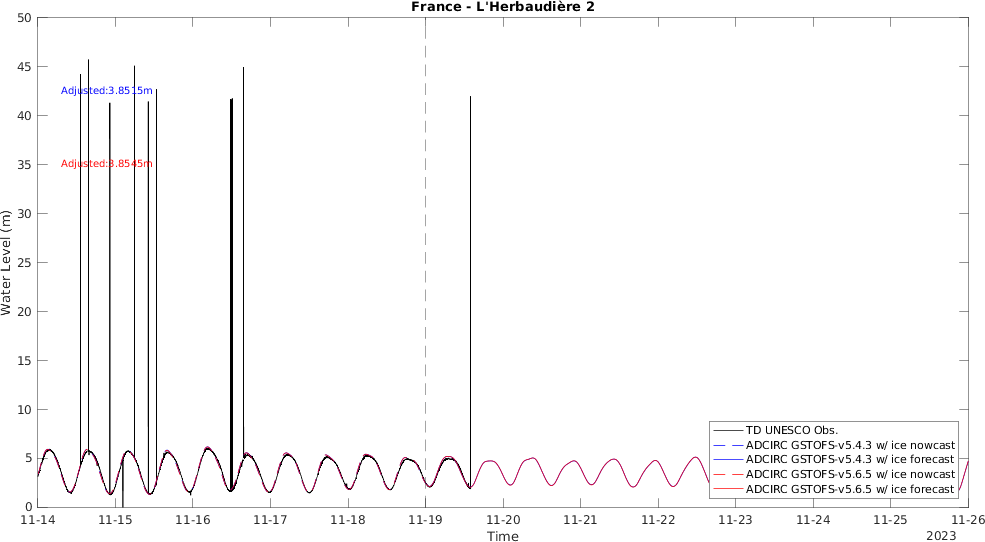 France - L'Herbaudière 2
50
45
40
35
30
25
20
15
10
5
0
Water Level (m)
Adjusted:3.8515m
Adjusted:3.8545m
TD UNESCO Obs.
ADCIRC GSTOFS-v5.4.3 w/ ice nowcast
ADCIRC GSTOFS-v5.4.3 w/ ice forecast
ADCIRC GSTOFS-v5.6.5 w/ ice nowcast
ADCIRC GSTOFS-v5.6.5 w/ ice forecast
11-14 11-15 11-16 11-17 11-18 11-19 11-20 11-21 11-22 11-23 11-24 11-25 11-26
Time
2023